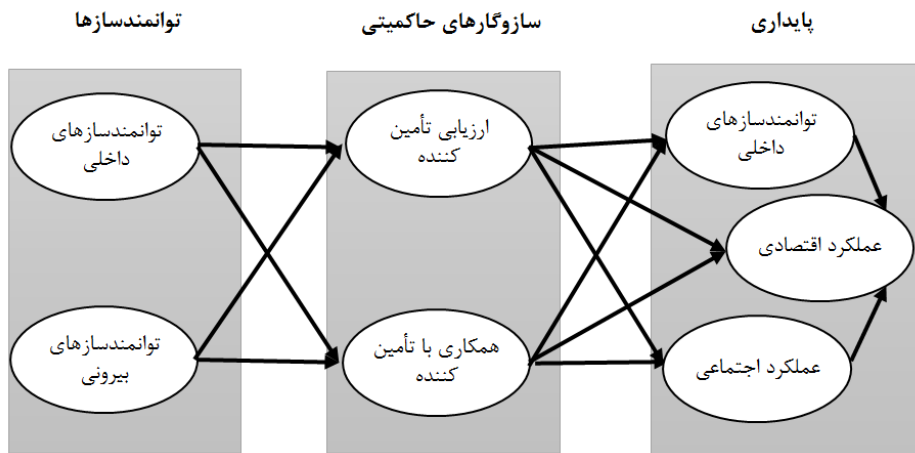 توانمندسازها
سازوگارهای حاکمیتی
پایداری
توانمندسازهای
داخلی
ارزیابی تأمین
کننده
توانمندسازهای
داخلی
عملکرد اقتصادی
توانمندسازهای
بیرونی
همکاری با تأمین
کننده
عملکرد اجتماعی